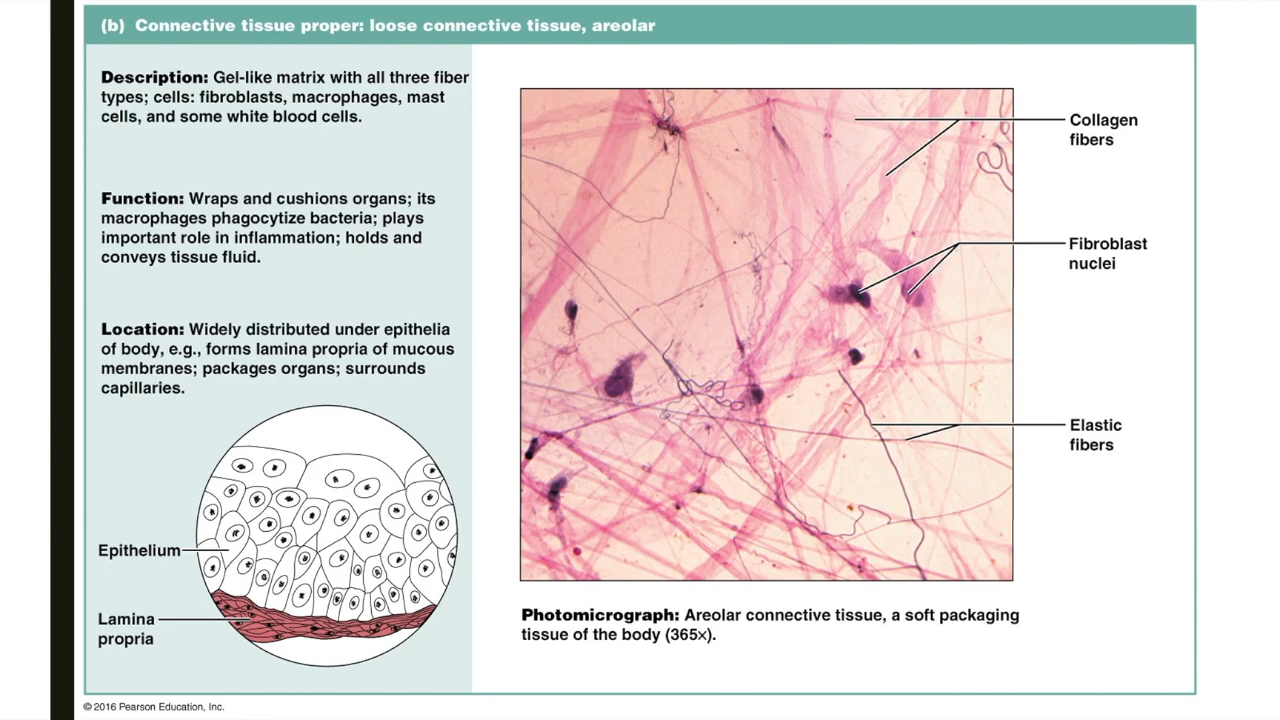 (b) Connective tissue proper: loose connective tissue, areolar
Description: Gel-like matrix with all three fiber
types; cells: fibroblasts, macrophages, mast
cells, and some white blood cells.
Function: Wraps and cushions organs; its
macrophages phagocytize bacteria; plays
important role in inflammation; holds and
conveys tissue fluid.
Location: Widely distributed under epithelia
of body, e.g., forms lamina propria of mucous
membranes; packages organs; surrounds
capillaries.
Epithelium
Lamina
propria
Collagen
fibers
Fibroblast
nuclei
Elastic
fibers
Photomicrograph: Areolar connective tissue, a soft packaging
tissue of the body (365×).
© 2016 Pearson Education, Inc.